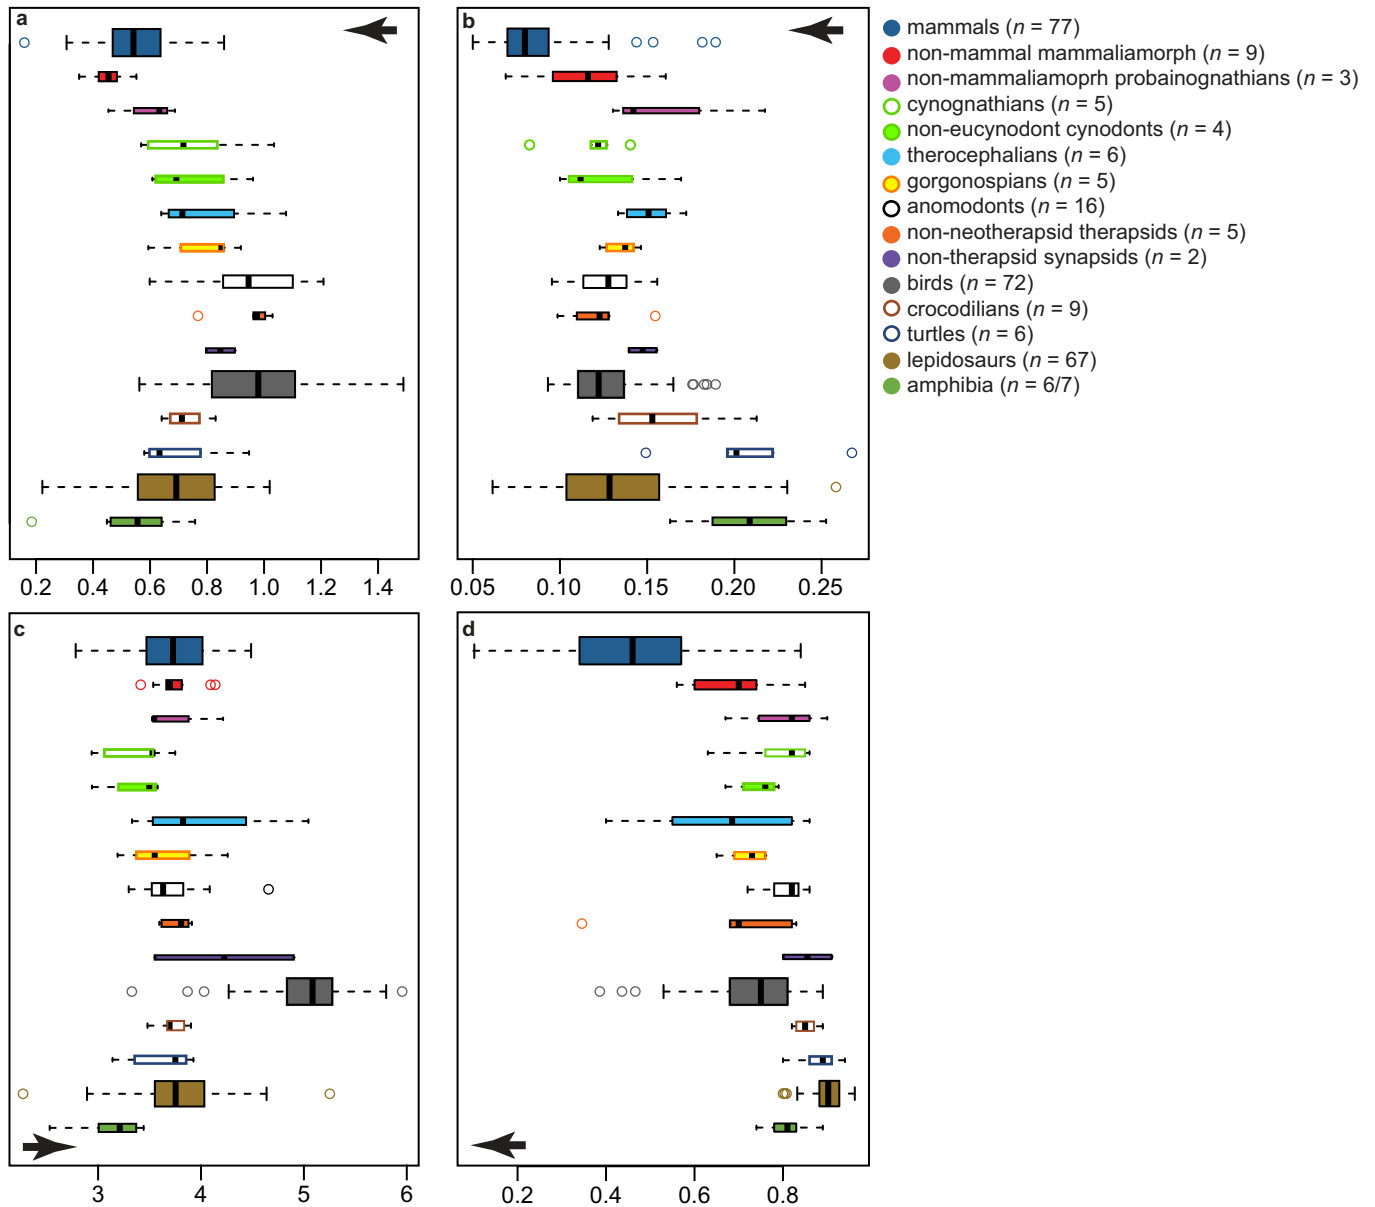 a
b
mammals (n = 77)
non-mammal mammaliamorph (n = 9)
non-mammaliamoprh probainognathians (n = 3)
cynognathians (n = 5)
non-eucynodont cynodonts (n = 4)
therocephalians (n = 6)
gorgonospians (n = 5)
anomodonts (n = 16)
non-neotherapsid therapsids (n = 5)
non-therapsid synapsids (n = 2)
birds (n = 72)
crocodilians (n = 9)
turtles (n = 6)
lepidosaurs (n = 67)
amphibia (n = 6/7)
0.2 0.4 0.6 0.8 1.0 1.2 1.4
0.05 0.10 0.15 0.20 0.25
c
d
3 4 5 6
0.2 0.4 0.6 0.8